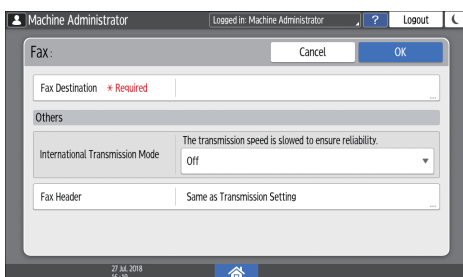 Machine Administrator
Logged in: Machine Administrator
?
Logout
Fax :
Cancel
OK
Fax Destination * Required
Others
International Transmission Mode
The transmission speed is slowed to ensure reliability.
Off
Fax Header
Same as Transmission Setting
27 Jul. 2018